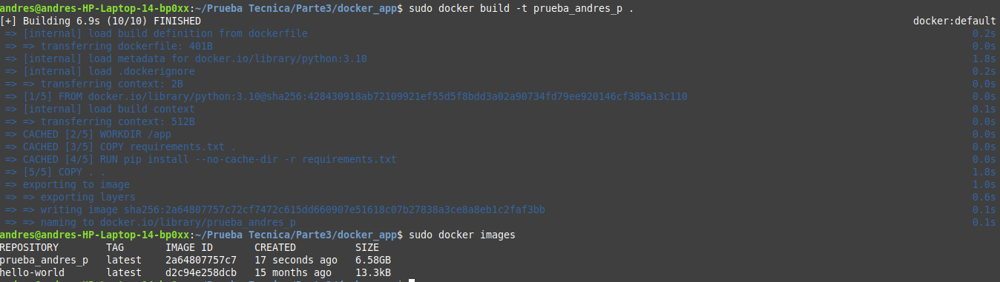 andres@andres-HP-Laptop-14-bp0xx:~/Prueba Tecnica/Parte3/docker_app$ sudo docker build -t prueba_andres_p .
[+] Building 6.9s (10/10) FINISHED docker:default
=> [internal] load build definition from dockerfile 0.2s
=> => transferring dockerfile: 401B 0.0s
=> [internal] load metadata for docker.io/library/python:3.10 1.8s
=> [internal] load .dockerignore 0.2s
=> => transferring context: 2B 0.0s
=> [1/5] FROM docker.io/library/python:3.10@sha256:428430918ab72109921ef55d5f8bdd3a02a90734fd79ee920146cf385a13c110 0.0s
=> [internal] load build context 0.1s
=> => transferring context: 512B 0.0s
=> CACHED [2/5] WORKDIR /app 0.0s
=> CACHED [3/5] COPY requirements.txt . 0.0s
=> CACHED [4/5] RUN pip install --no-cache-dir -r requirements.txt 0.0s
=> [5/5] COPY . . 1.8s
=> exporting to image 1.0s
=> => exporting layers 0.6s
=> => writing image sha256:2a64807757c72cf7472c615dd660907e51618c07b27838a3ce8a8eb1c2faf3bb 0.1s
=> => naming to docker.io/library/prueba_andres_p 0.1s
andres@andres-HP-Laptop-14-bp0xx:~/Prueba Tecnica/Parte3/docker_app$ sudo docker images
REPOSITORY TAG IMAGE ID CREATED SIZE
prueba_andres_p latest 2a64807757c7 17 seconds ago 6.58GB
hello-world latest d2c94e258dcb 15 months ago 13.3kB